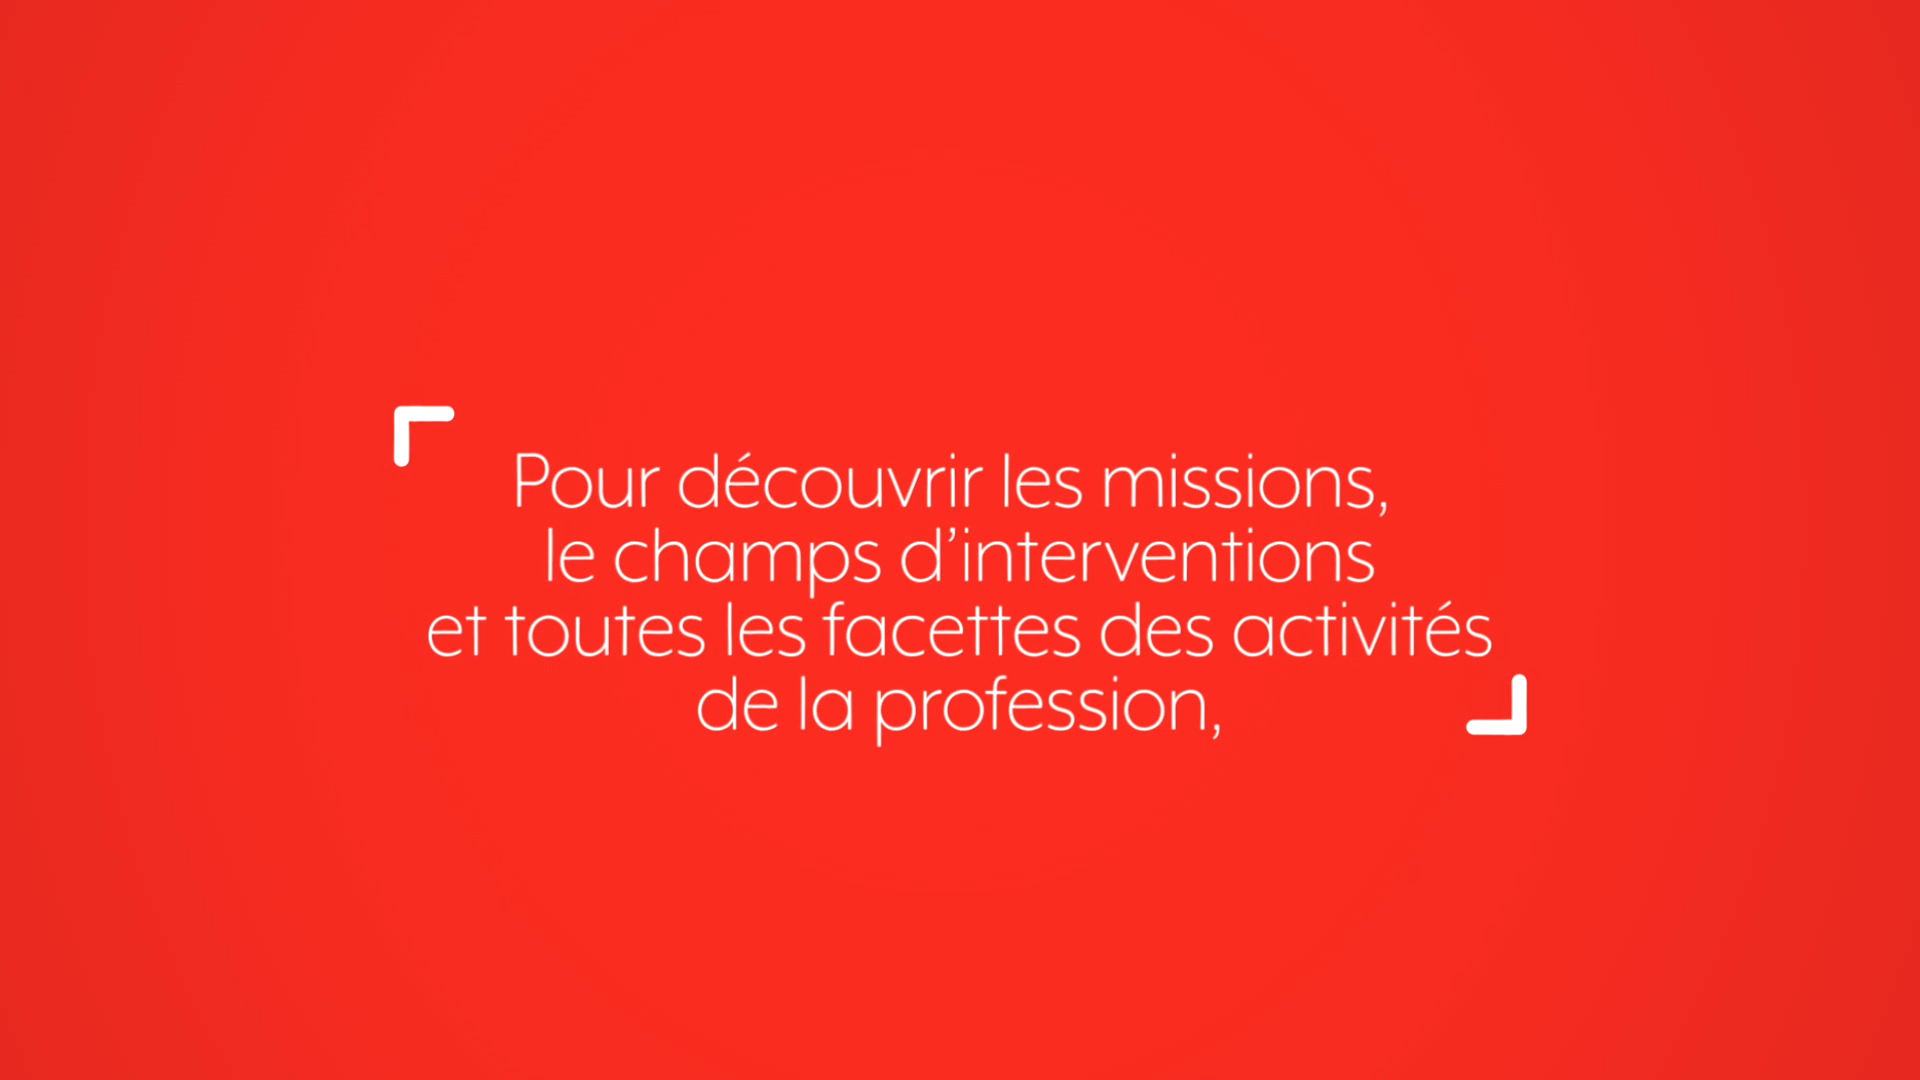 Pour découvrir les missions,
le champs d’interventions
et toutes les facettes des activités
de la profession,